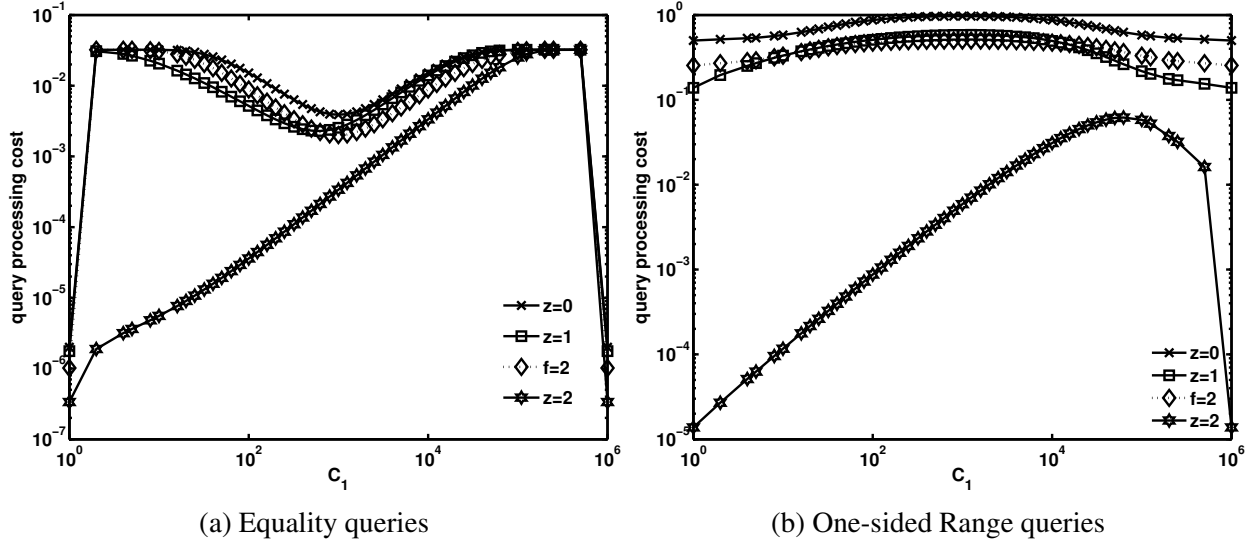 10^-1
10^-2
10^-3
10^-4
10^-5
10^-6
10^-7
query processing cost
10^0
10^2
10^4
10^6
C_1
z=0
z=1
f=2
z=2
(a) Equality queries
10^0
10^-1
10^-2
10^-3
10^-4
10^-5
query processing cost
10^0
10^2
10^4
10^6
C_1
z=0
z=1
f=2
z=2
(b) One-sided Range queries